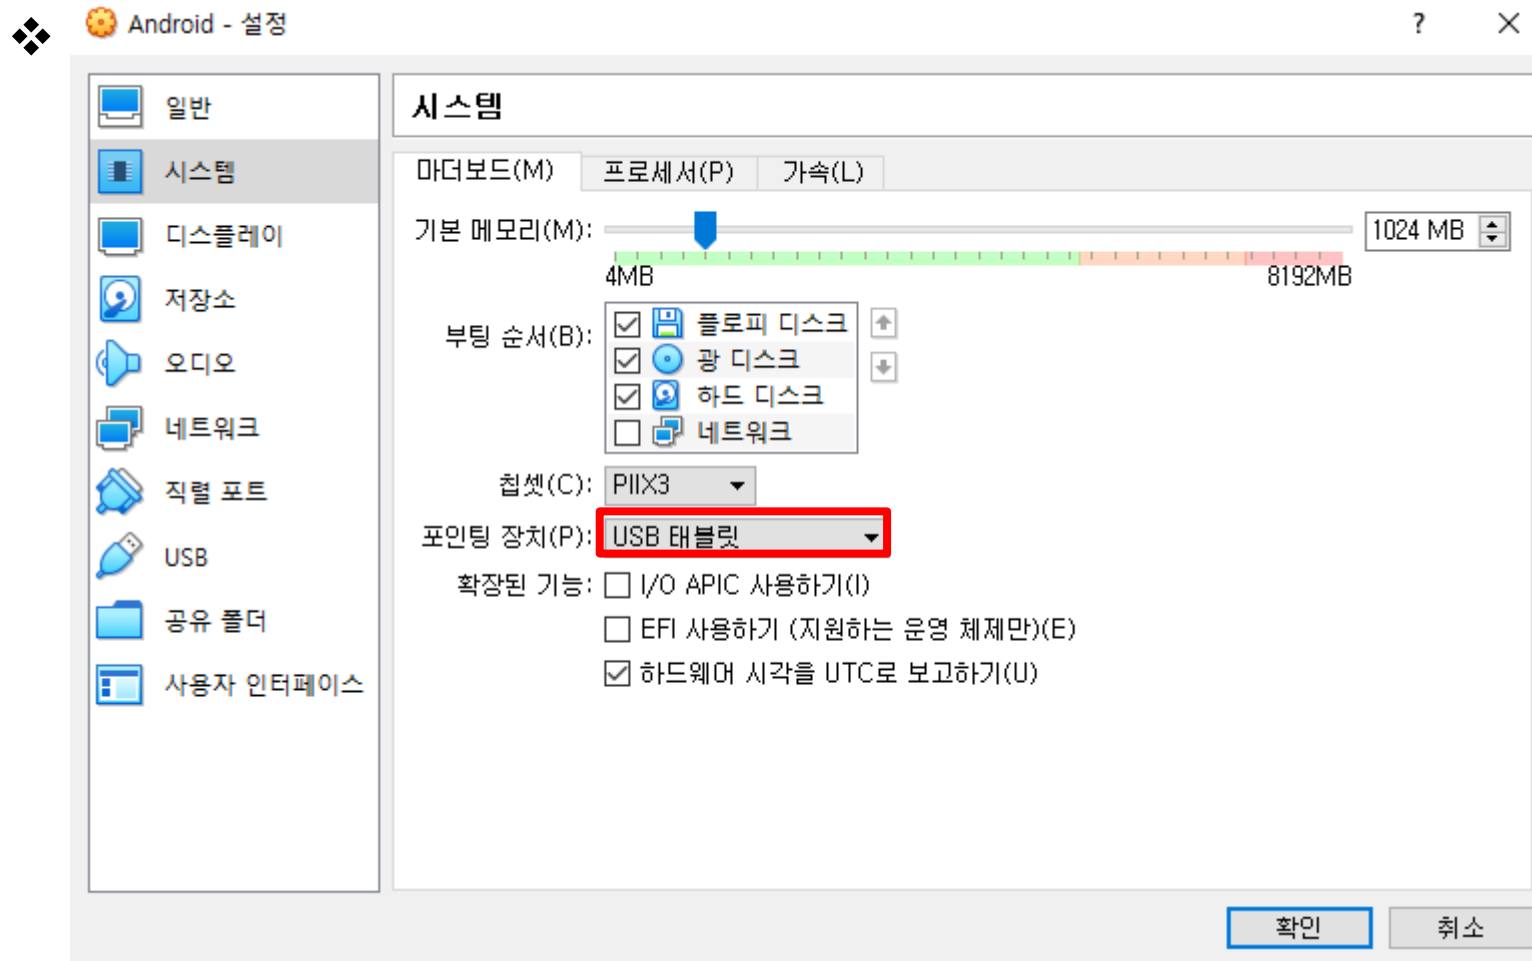 Android - 설정
?
일반
시스템
디스플레이
저장소
오디오
네트워크
직렬 포트
USB
공유 폴더
사용자 인터페이스
시스템
마더보드(M) 프로세서(P) 가속(L)
기본 메모리(M): 1024 MB
4MB 8192MB
부팅 순서(B):
플로피 디스크
광 디스크
하드 디스크
네트워크
칩셋(C): PIIX3
포인팅 장치(P): USB 태블릿
확장된 기능: I/O APIC 사용하기(I)
EFI 사용하기 (지원하는 운영 체제만)(E)
하드웨어 시각을 UTC로 보고하기(U)
확인 취소